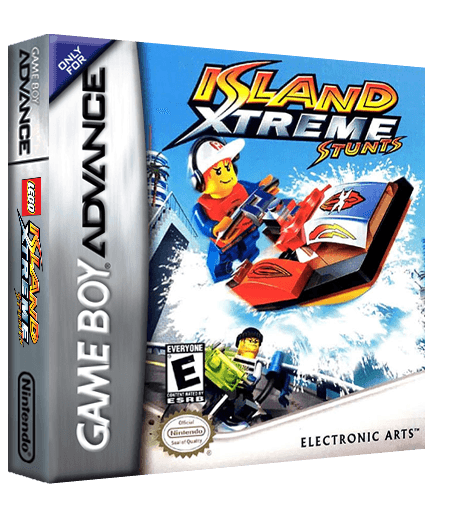 GAME BOY
ADVANCE
LEGO
ISLAND
XTREME
STUNTS
Nintendo®
ONLY
FOR
GAME BOY ADVANCE
ISLAND
XTREME
STUNTS
EVERYONE
E
CONTENT RATED BY
ESRB
Official
Nintendo
Seal of Quality
ELECTRONIC ARTS™